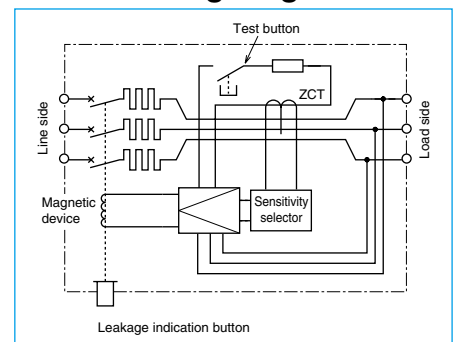 Test button
ZCT
Line side
Load side
Magnetic
device
Sensitivity
selector
Leakage indication button